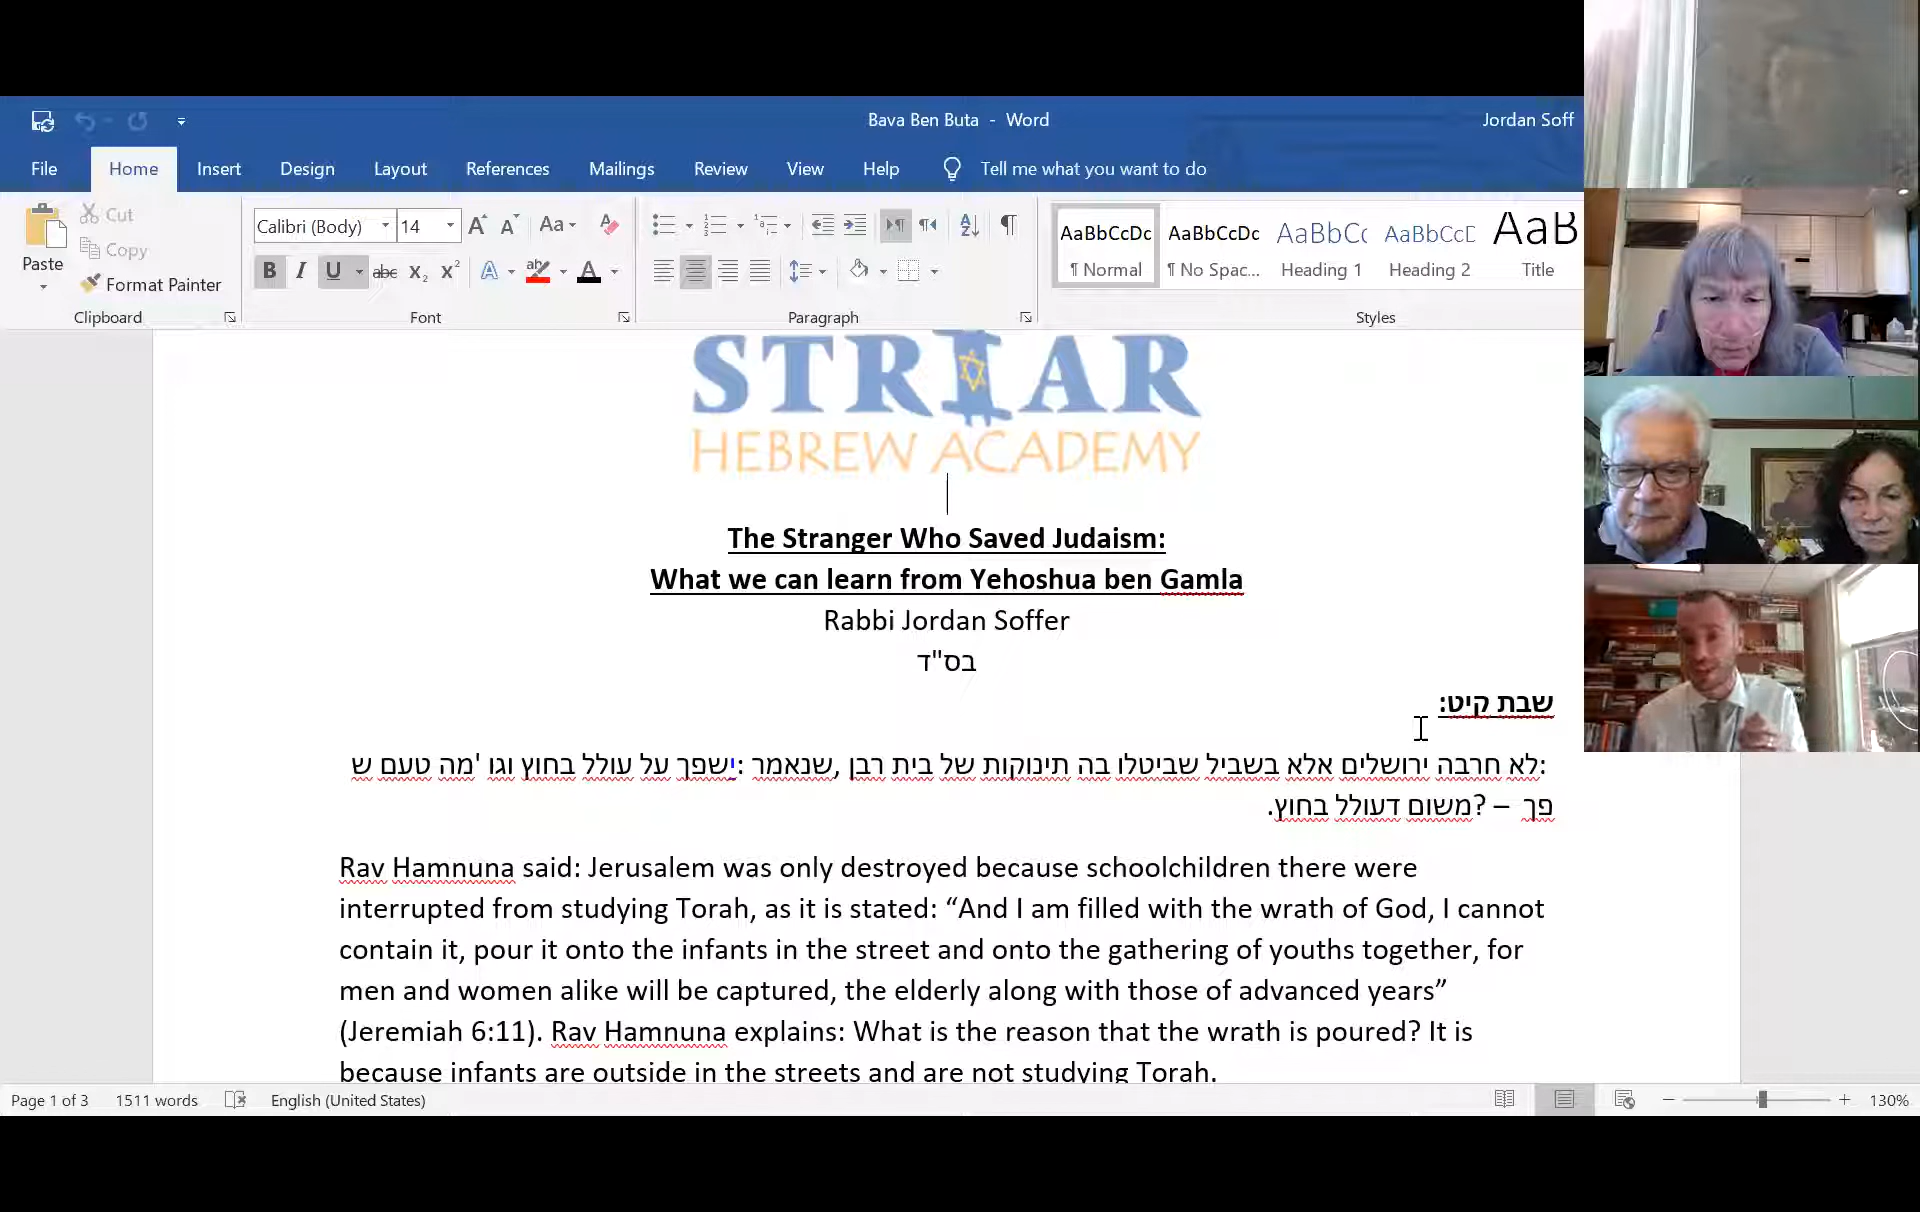 Bava Ben Buta - Word
Jordan Soff
File Home Insert Design Layout References Mailings Review View Help Tell me what you want to do
Paste
Cut
Copy
Format Painter
Clipboard
Calibri (Body) 14
Aa
B I U abc X₂ X²
Font
Paragraph
AaBbCcDc AaBbCcDc AaBbCc AaBbCcD AaB
¶ Normal ¶ No Spac... Heading 1 Heading 2 Title
Styles
STRIAR
HEBREW ACADEMY
The Stranger Who Saved Judaism:
What we can learn from Yehoshua ben Gamla
Rabbi Jordan Soffer
בס"ד
שבת קיט:
:לא חרבה ירושלים אלא בשביל שביטלו בה תינוקות של בית רבן ,שנאמר :ישפך על עולל בחוץ וגו 'מה טעם ש
פך – ?משום דעולל בחוץ.
Rav Hamnuna said: Jerusalem was only destroyed because schoolchildren there were
interrupted from studying Torah, as it is stated: “And I am filled with the wrath of God, I cannot
contain it, pour it onto the infants in the street and onto the gathering of youths together, for
men and women alike will be captured, the elderly along with those of advanced years”
(Jeremiah 6:11). Rav Hamnuna explains: What is the reason that the wrath is poured? It is
because infants are outside in the streets and are not studying Torah.
Page 1 of 3 1511 words English (United States) 130%